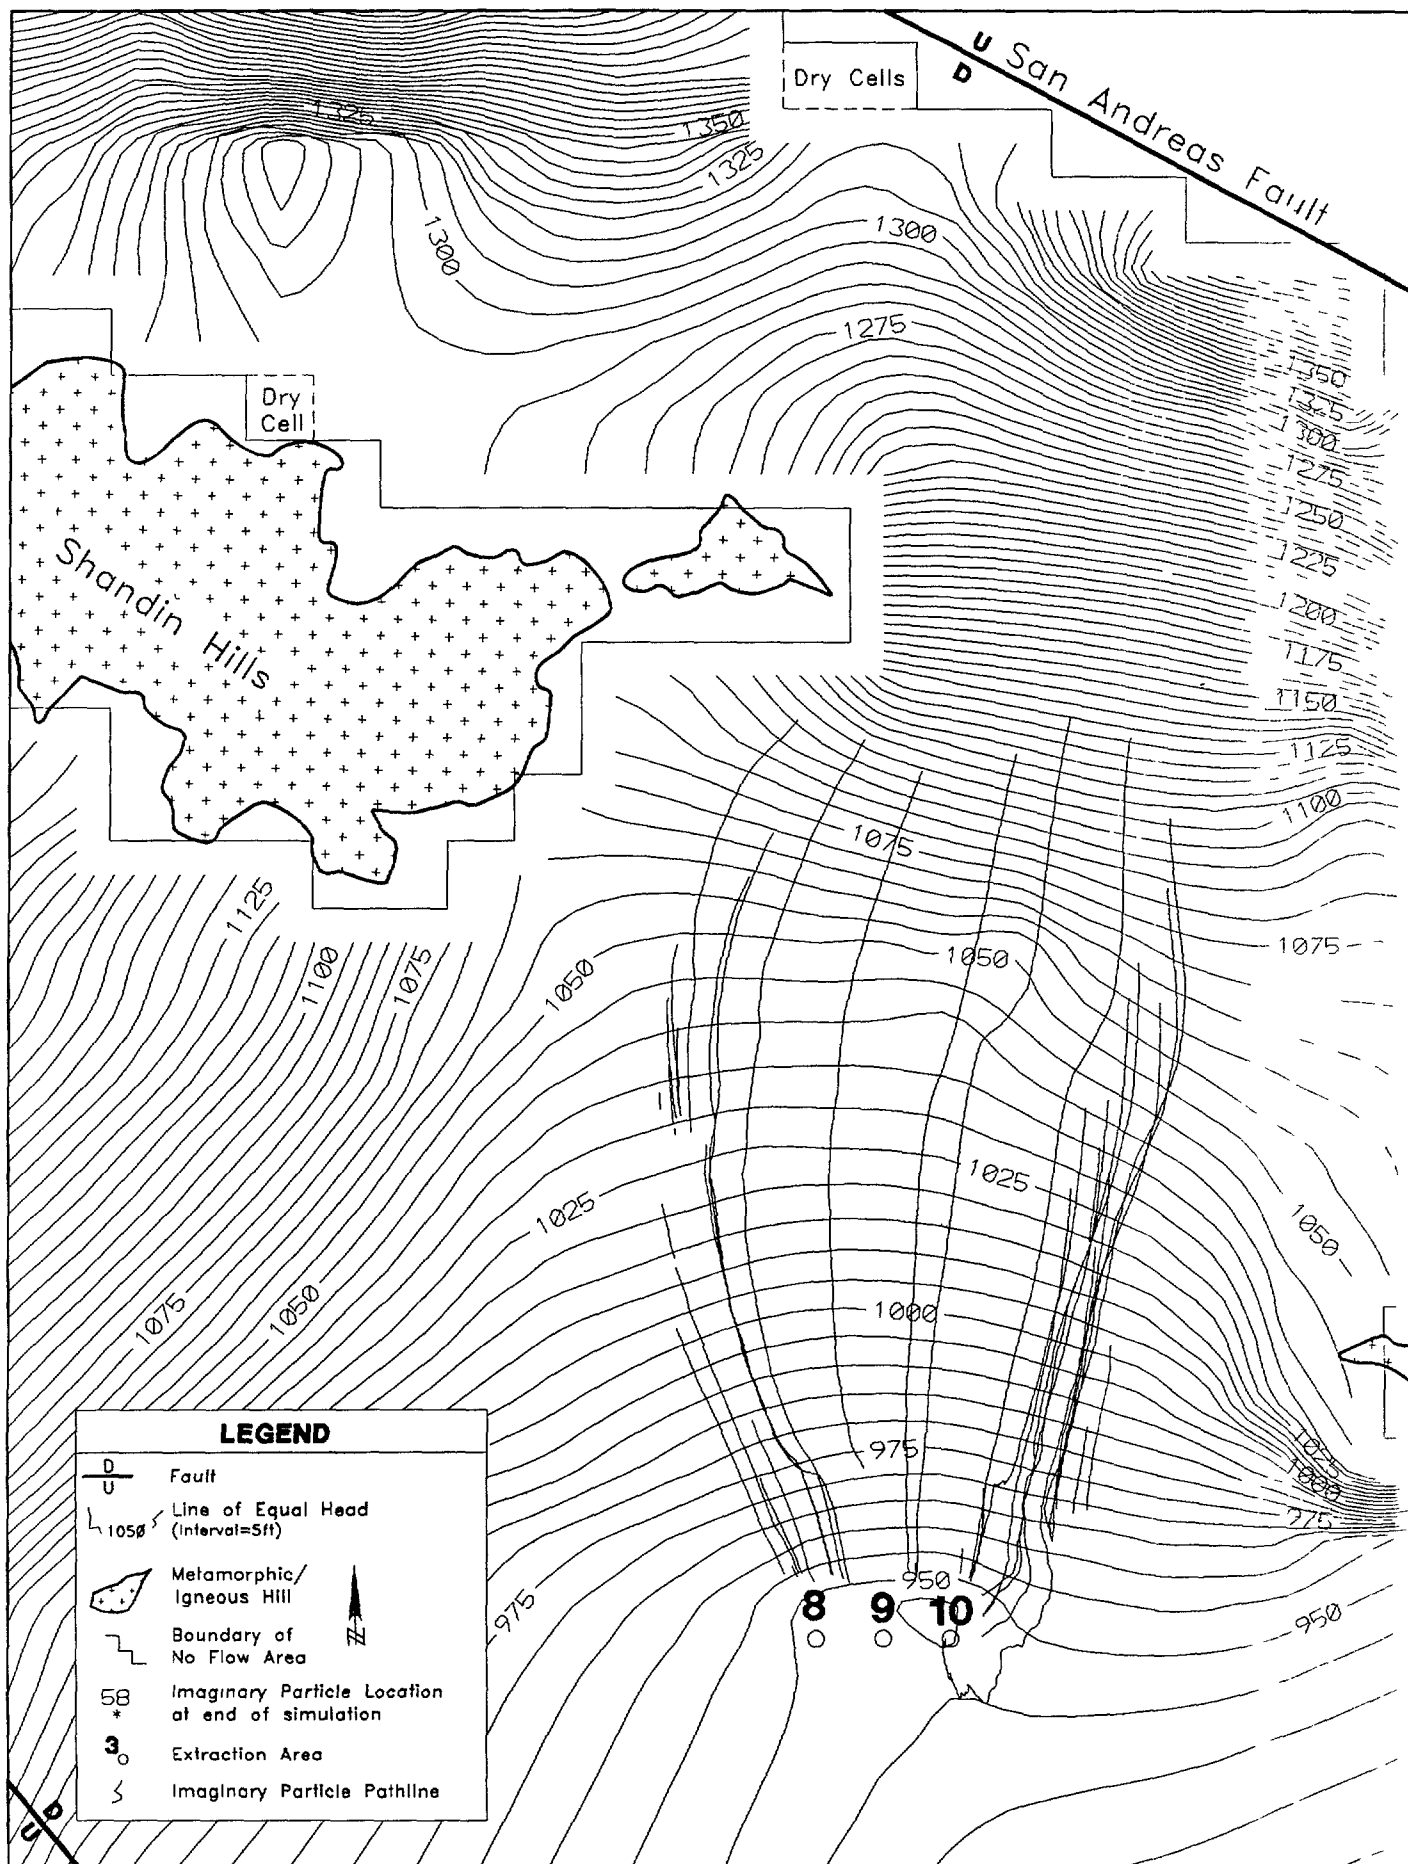 U San Andreas Fault
D
Dry Cells
1325
1350
1325
1300
1300
1275
1350
1325
1300
1275
1250
1225
1200
1175
1150
1125
1100
Dry
Cell
Shandin Hills
1075
1050
1075
1125
1100
1075
1050
1025
1025
1050
1075
1050
1000
975
1025
1000
975
950
950
975
8
9
10
LEGEND
D
U
Fault
1050
Line of Equal Head
(Interval=5ft)
Metamorphic/
Igneous Hill
N
Boundary of
No Flow Area
58
*
Imaginary Particle Location
at end of simulation
3
Extraction Area
Imaginary Particle Pathline
D
U